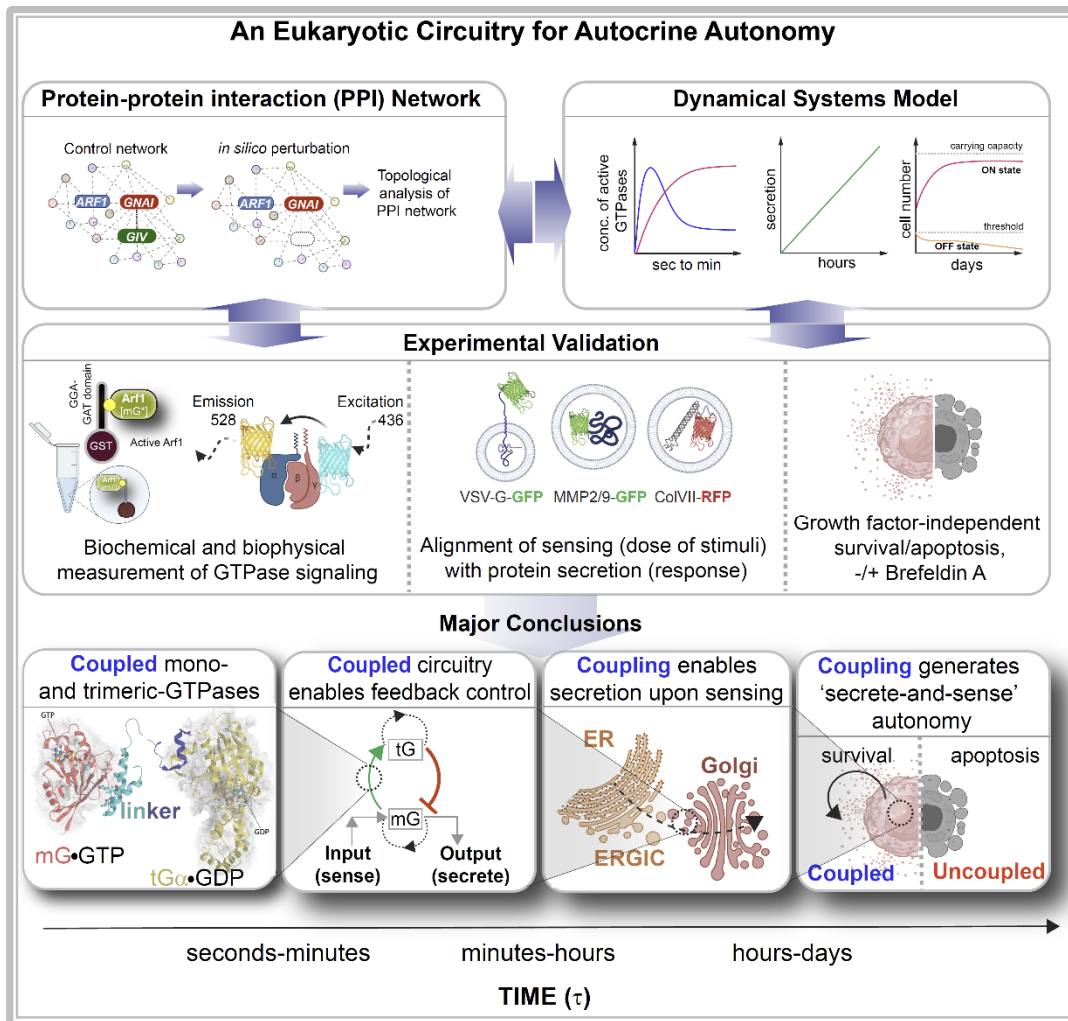 An Eukaryotic Circuitry for Autocrine Autonomy
Protein-protein interaction (PPI) Network
Control network
in silico perturbation
ARF1
GNAI
GIV
ARF1
GNAI
Topological
analysis of
PPI network
Dynamical Systems Model
conc. of active
GTPases
sec to min
secretion
hours
cell number
carrying capacity
ON state
threshold
OFF state
days
Experimental Validation
GGA-
GAT domain
Arf1
[mG*]
GST
Active Arf1
Arf1
[mG*]
Emission
528
Excitation
436
α
β
γ
Biochemical and biophysical
measurement of GTPase signaling
VSV-G-GFP
MMP2/9-GFP
ColVII-RFP
Alignment of sensing (dose of stimuli)
with protein secretion (response)
Growth factor-independent
survival/apoptosis,
-/+ Brefeldin A
Major Conclusions
Coupled mono-
and trimeric-GTPases
GTP
linker
GDP
mG•GTP
tGα•GDP
Coupled circuitry
enables feedback control
tG
mG
Input
(sense)
Output
(secrete)
Coupling enables
secretion upon sensing
ER
Golgi
ERGIC
Coupling generates
‘secrete-and-sense’
autonomy
survival
apoptosis
Coupled
Uncoupled
seconds-minutes
minutes-hours
hours-days
TIME (τ)